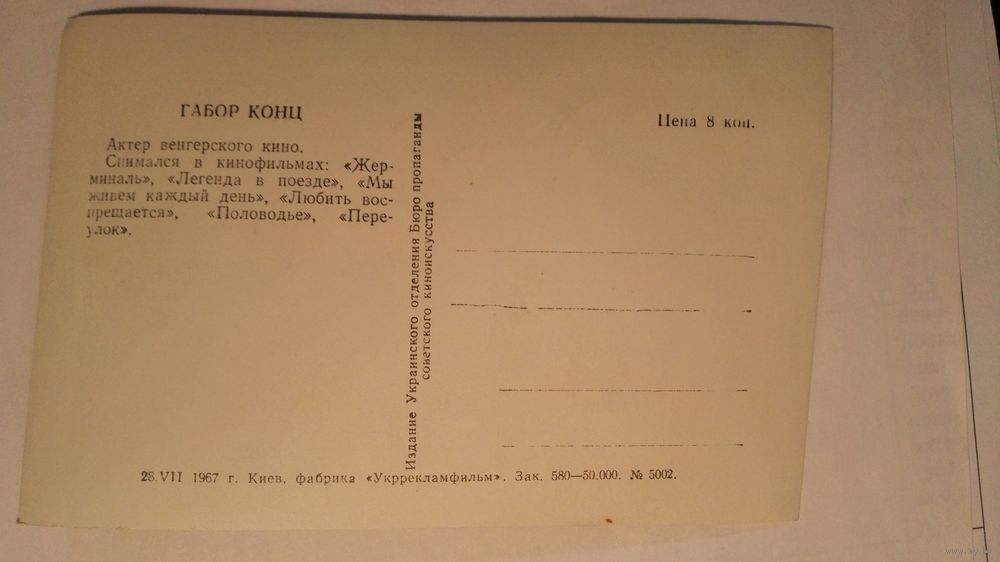 ГАБОР КОНЦ
Актер венгерского кино.
Снимался в кинофильмах: «Жер-
миналь», «Легенда в поезде», «Мы
живем каждый день», «Любить вос-
прещается», «Половодье», «Пере-
улок».
Издание Украинского отделения Бюро пропаганды
советского киноискусства
Цена 8 коп.
28.VII 1967 г. Киев, фабрика «Укррекламфильм». Зак. 580—50.000. № 5002.